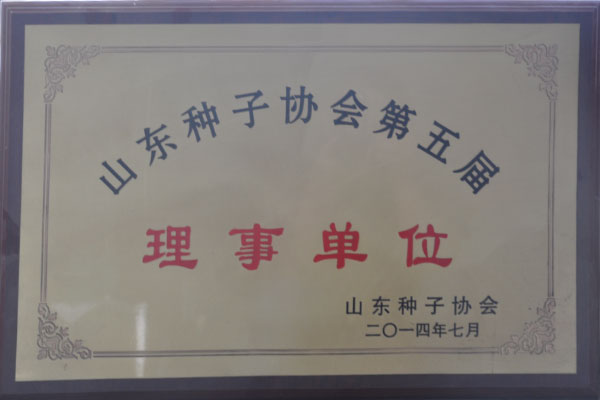 山东种子协会第五届
理事单位
山东种子协会
二〇一四年七月